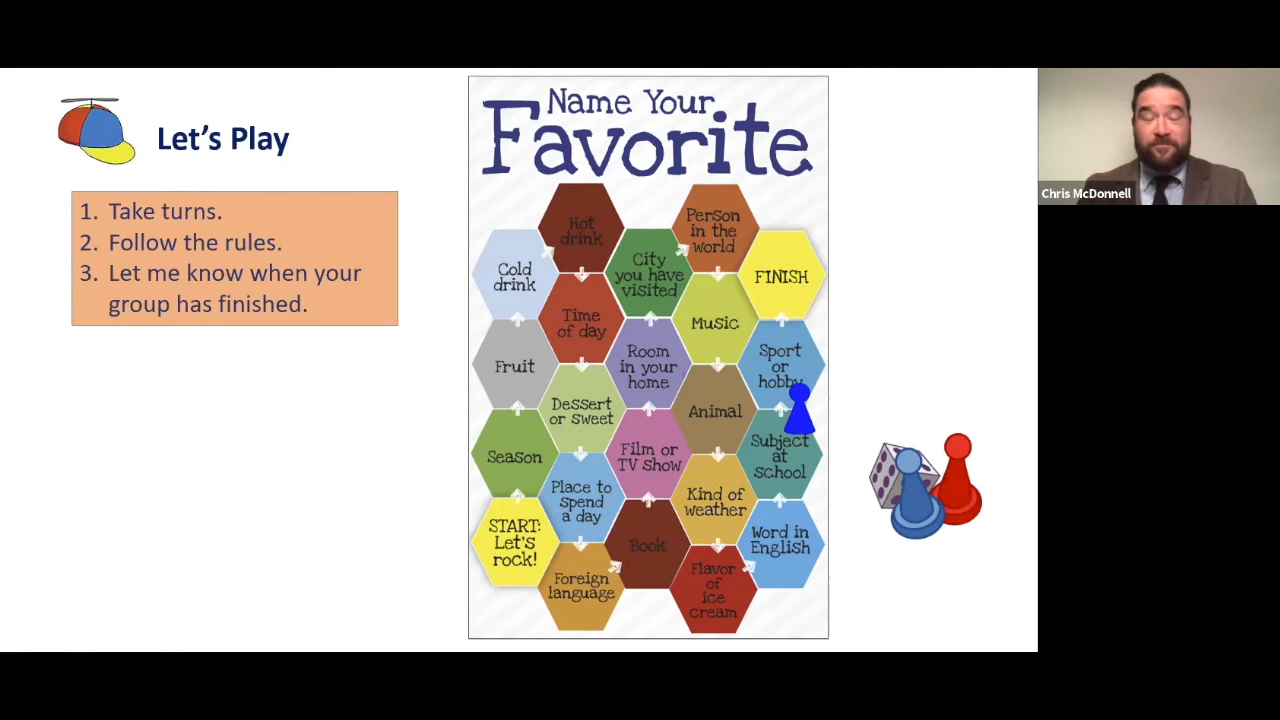 Let's Play
1. Take turns.
2. Follow the rules.
3. Let me know when your
group has finished.
Name Your
Favorite
Hot
drink
Person
in the
world
Cold
drink
City
you have
visited
FINISH
Time
of day
Music
Fruit
Room
in your
home
Sport
or
hobby
Dessert
or sweet
Animal
Season
Film or
TV show
Subject
at
school
Place to
spend
a day
Kind of
weather
START:
Let's
rock!
Book
Word in
English
Foreign
language
Flavor
of
ice
cream
Chris McDonnell